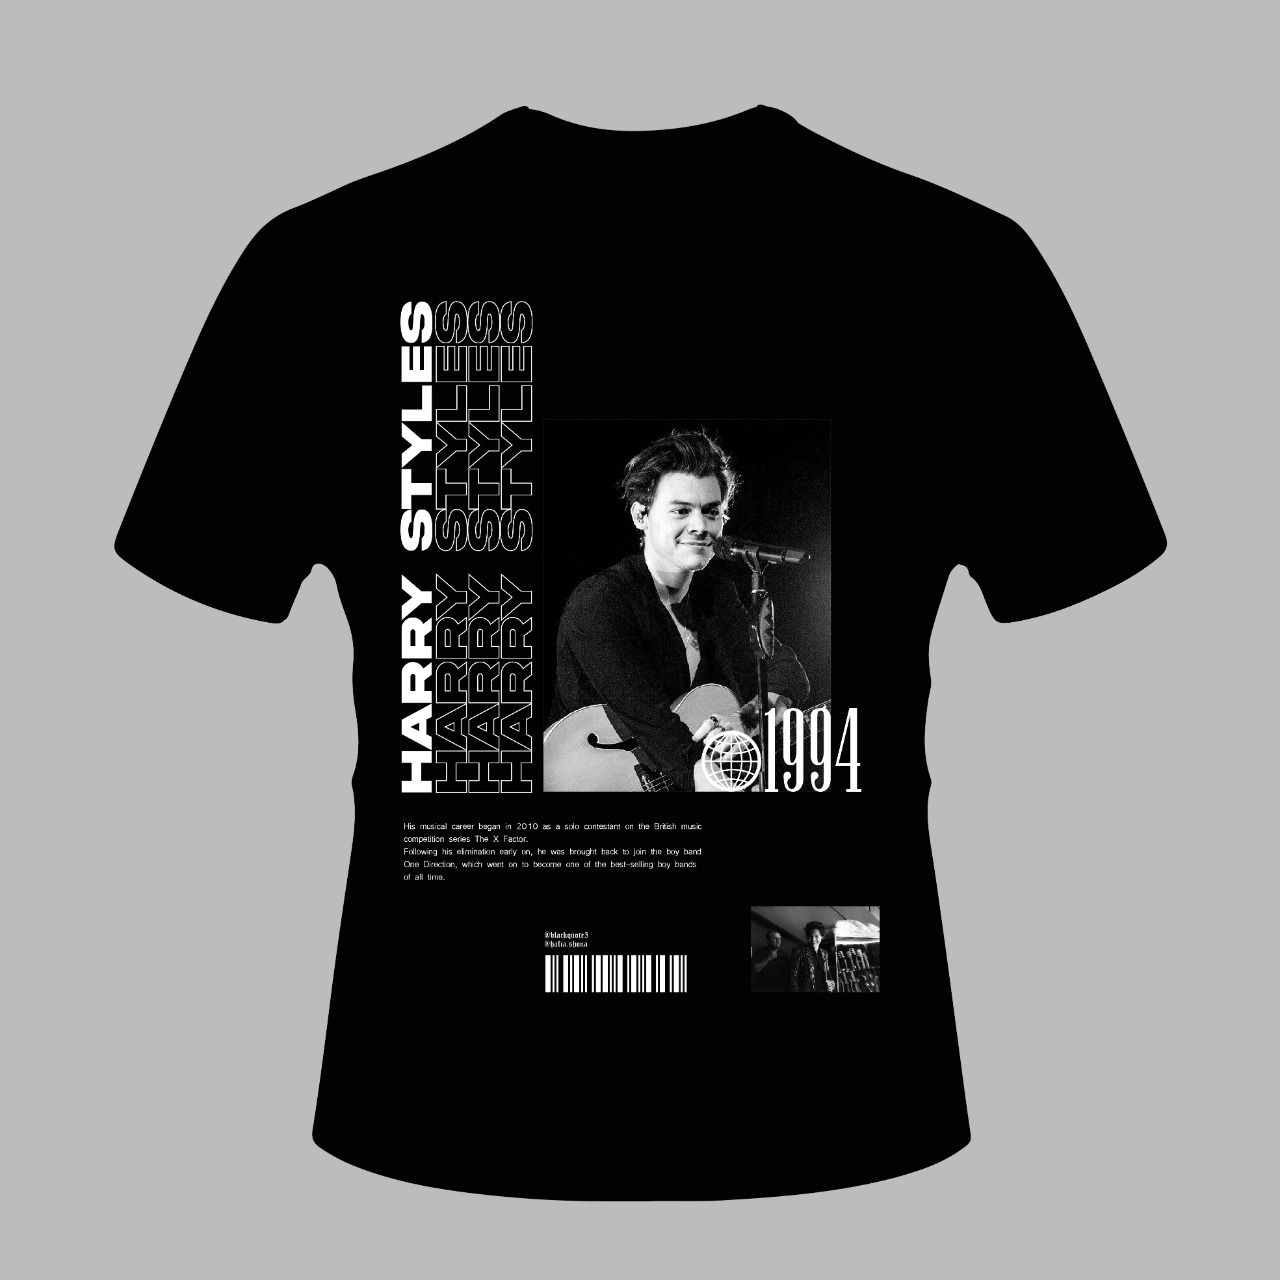 HARRY STYLES
HARRY STYLES
HARRY STYLES
HARRY STYLES
1994
His musical career began in 2010 as a solo contestant on the British music
competition series The X Factor.
Following his elimination early on, he was brought back to join the boy band
One Direction, which went on to become one of the best-selling boy bands
of all time.
@blackquote5
@hafra.shona